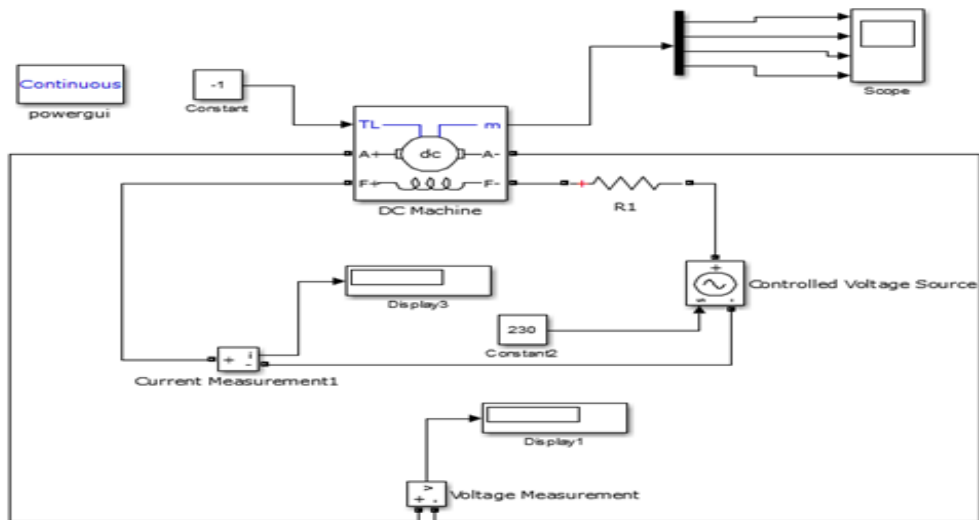 Continuous
powergui
-1
Constant
TL
m
A+
dc
A-
F+
F-
DC Machine
Scope
+
R1
+
s
-
Controlled Voltage Source
Display3
230
Constant2
+
i
-
Current Measurement1
Display1
v
+
-
Voltage Measurement